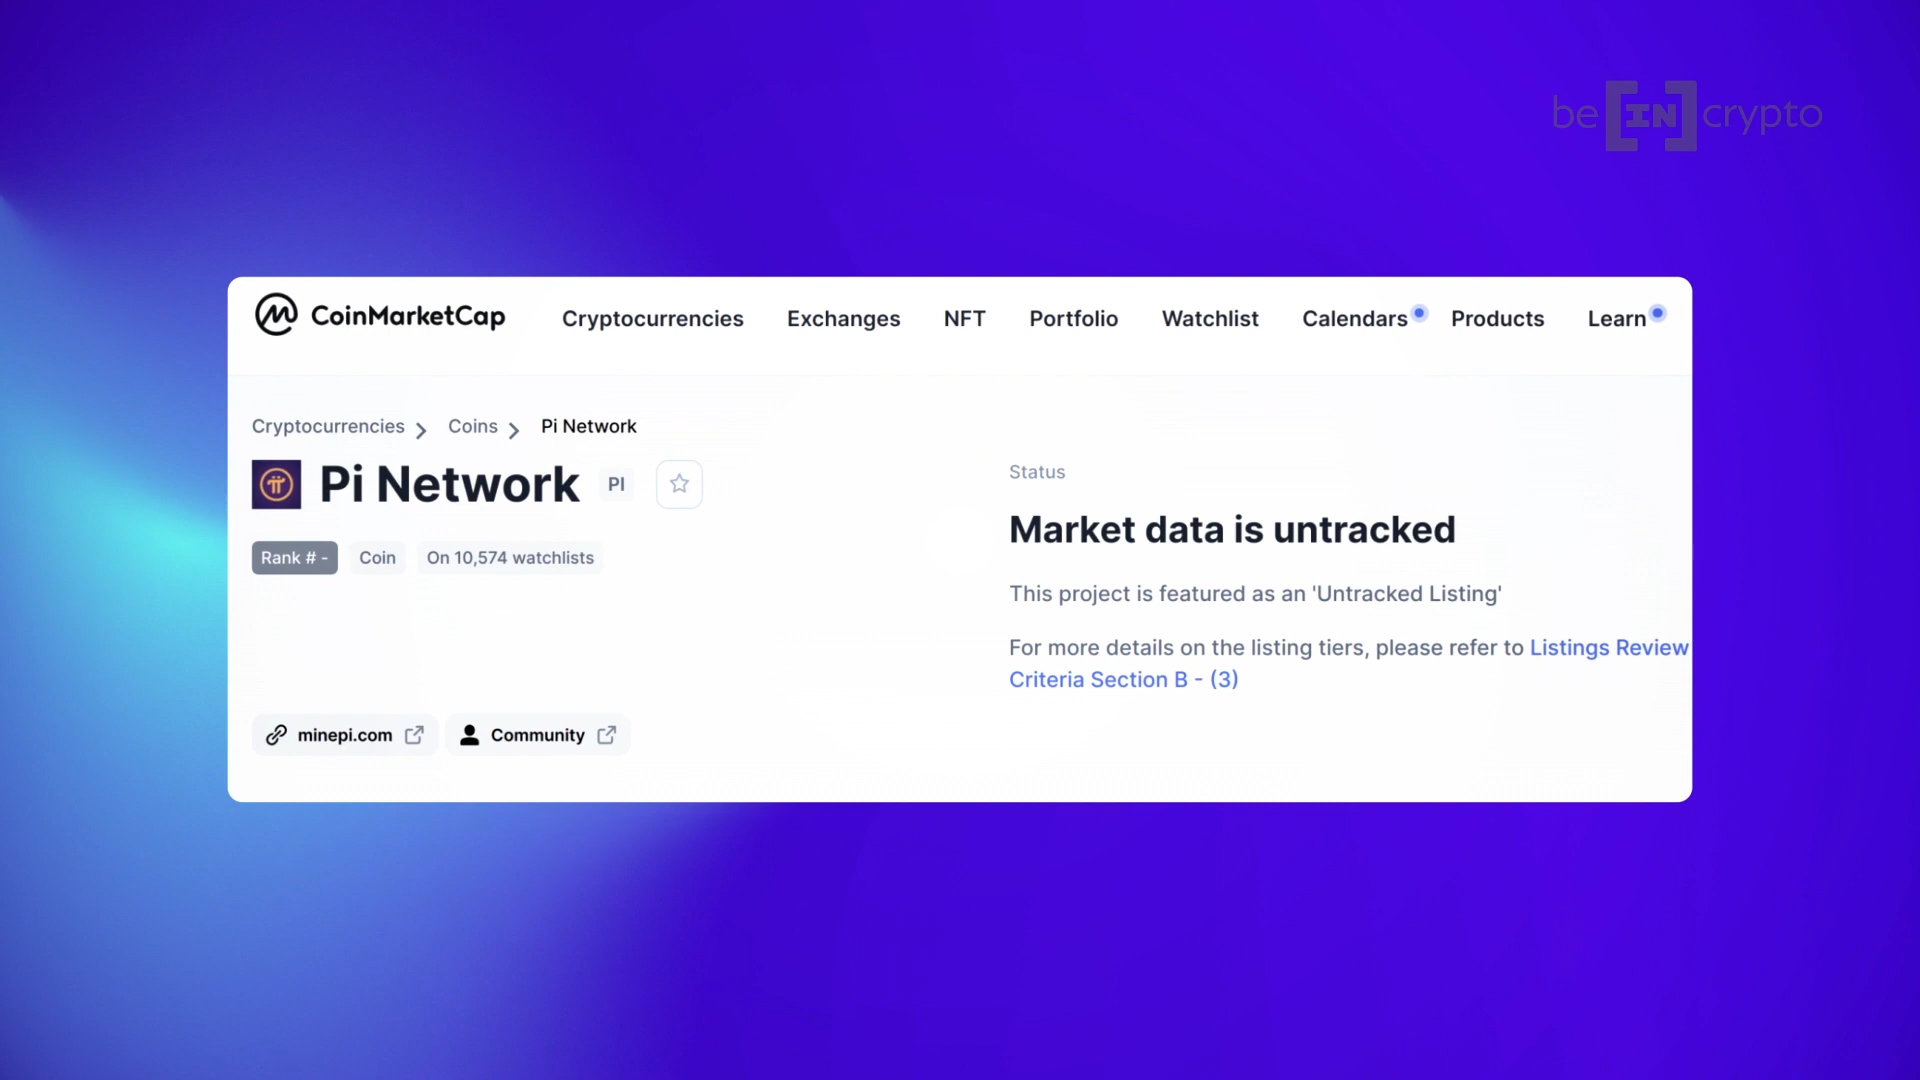 be [IN] crypto
CoinMarketCap Cryptocurrencies Exchanges NFT Portfolio Watchlist Calendars Products Learn
Cryptocurrencies > Coins > Pi Network
Pi Network PI
Rank # - Coin On 10,574 watchlists
minepi.com Community
Status
Market data is untracked
This project is featured as an 'Untracked Listing'
For more details on the listing tiers, please refer to Listings Review
Criteria Section B - (3)